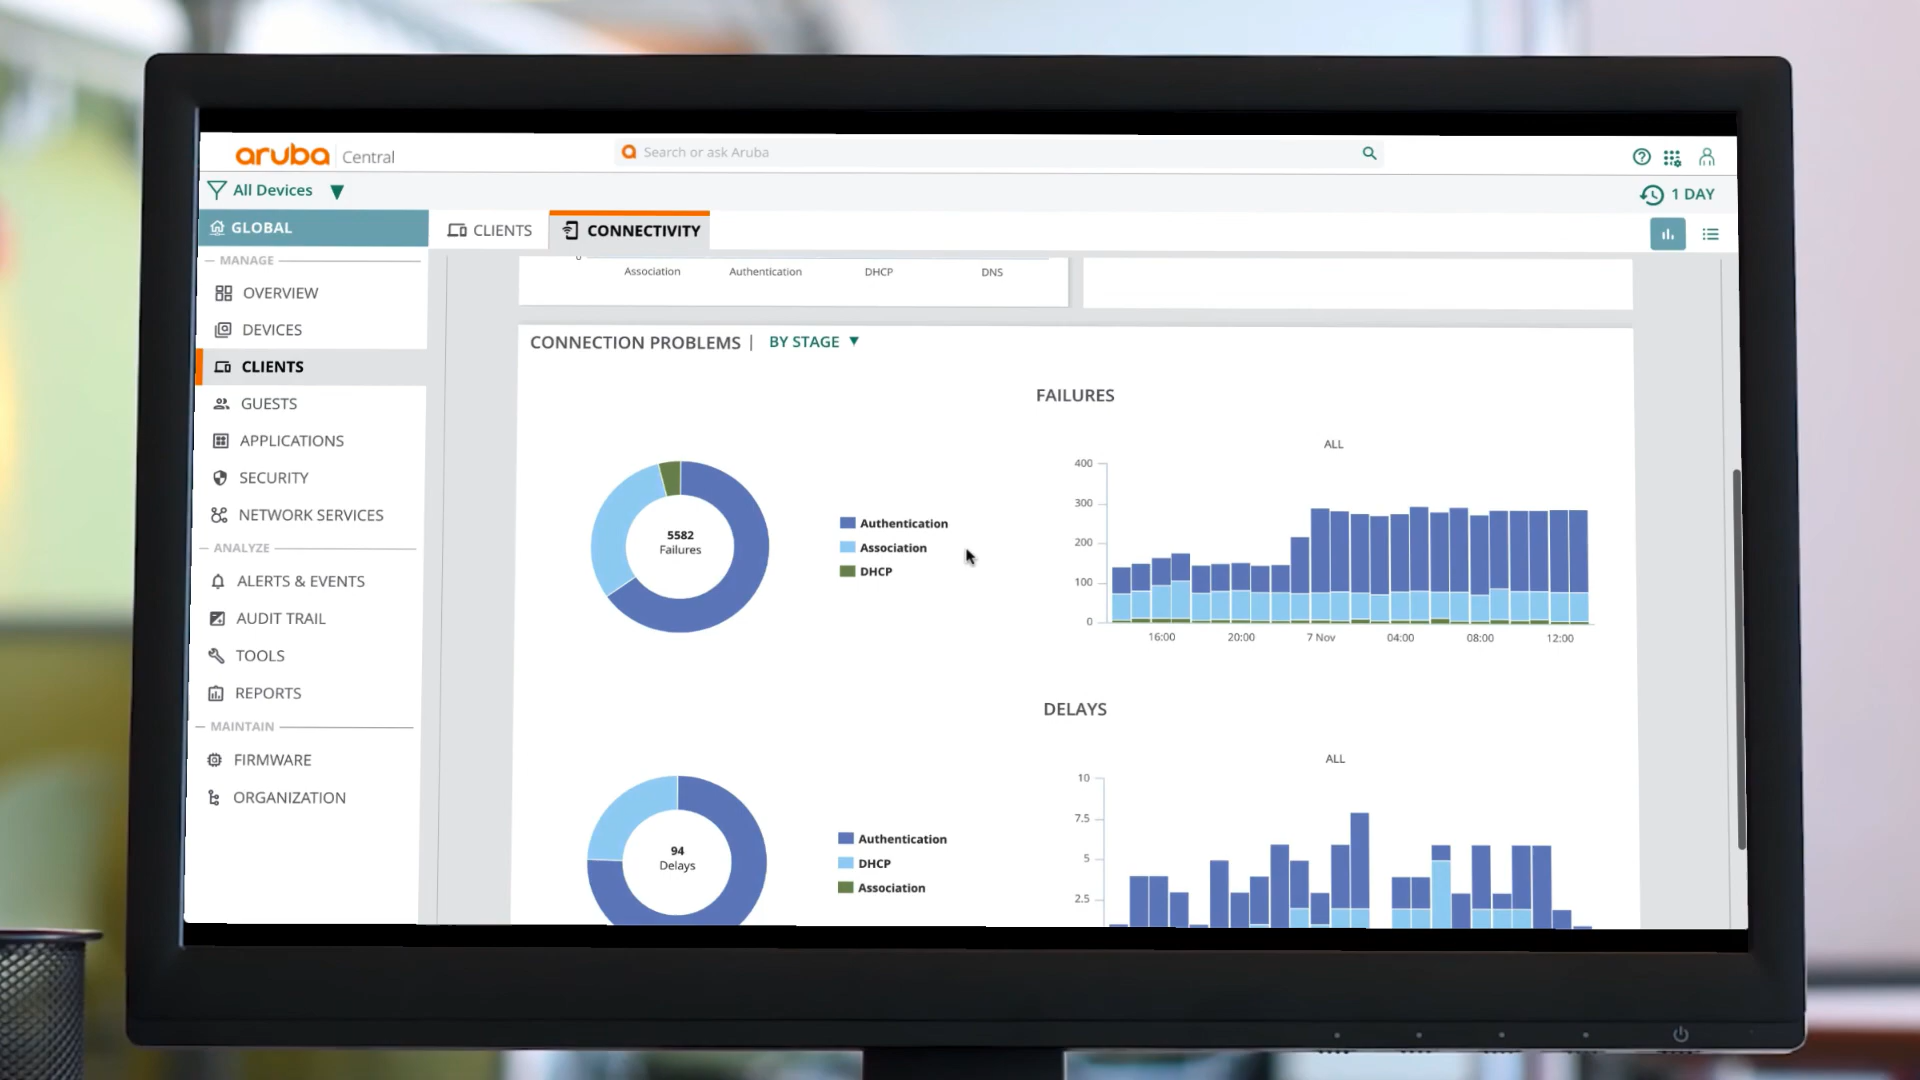 aruba Central
Search or ask Aruba
All Devices
1 DAY
GLOBAL
CLIENTS
CONNECTIVITY
MANAGE
OVERVIEW
DEVICES
CLIENTS
GUESTS
APPLICATIONS
SECURITY
NETWORK SERVICES
ANALYZE
ALERTS & EVENTS
AUDIT TRAIL
TOOLS
REPORTS
MAINTAIN
FIRMWARE
ORGANIZATION
0
Association Authentication DHCP DNS
CONNECTION PROBLEMS | BY STAGE
FAILURES
5582
Failures
Authentication
Association
DHCP
ALL
400
300
200
100
0
16:00 20:00 7 Nov 04:00 08:00 12:00
DELAYS
94
Delays
Authentication
DHCP
Association
ALL
10
7.5
5
2.5